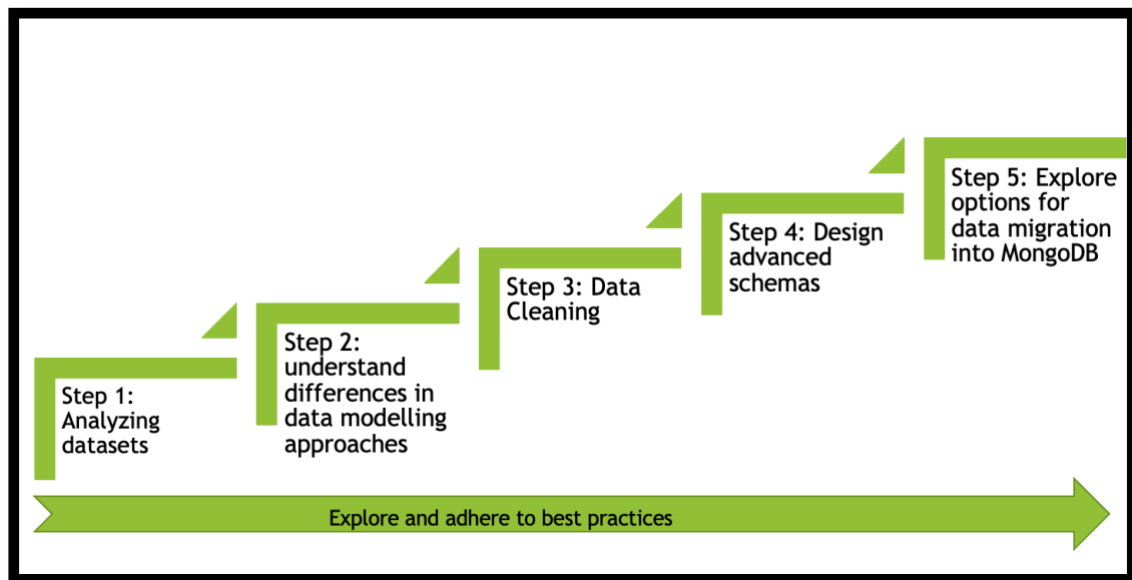 Step 1:
Analyzing
datasets
Step 2:
understand
differences in
data modelling
approaches
Step 3: Data
Cleaning
Step 4: Design
advanced
schemas
Step 5: Explore
options for
data migration
into MongoDB
Explore and adhere to best practices